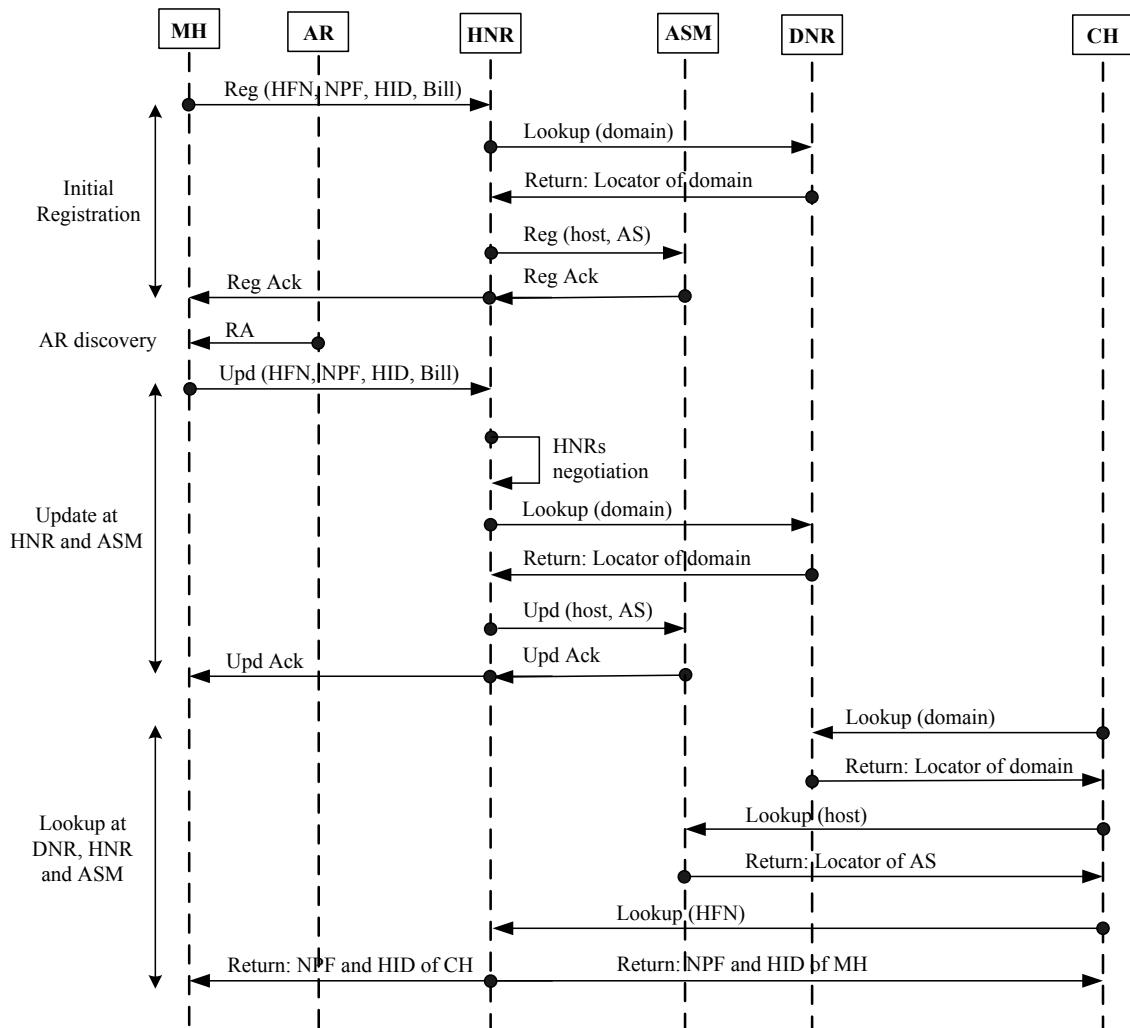 MH
AR
HNR
ASM
DNR
CH
Reg (HFN, NPF, HID, Bill)
Lookup (domain)
Return: Locator of domain
Initial
Registration
Reg (host, AS)
Reg Ack
Reg Ack
AR discovery
RA
Upd (HFN, NPF, HID, Bill)
HNRs
negotiation
Lookup (domain)
Update at
HNR and ASM
Return: Locator of domain
Upd (host, AS)
Upd Ack
Upd Ack
Lookup (domain)
Return: Locator of domain
Lookup (host)
Lookup at
DNR, HNR
and ASM
Return: Locator of AS
Lookup (HFN)
Return: NPF and HID of CH
Return: NPF and HID of MH